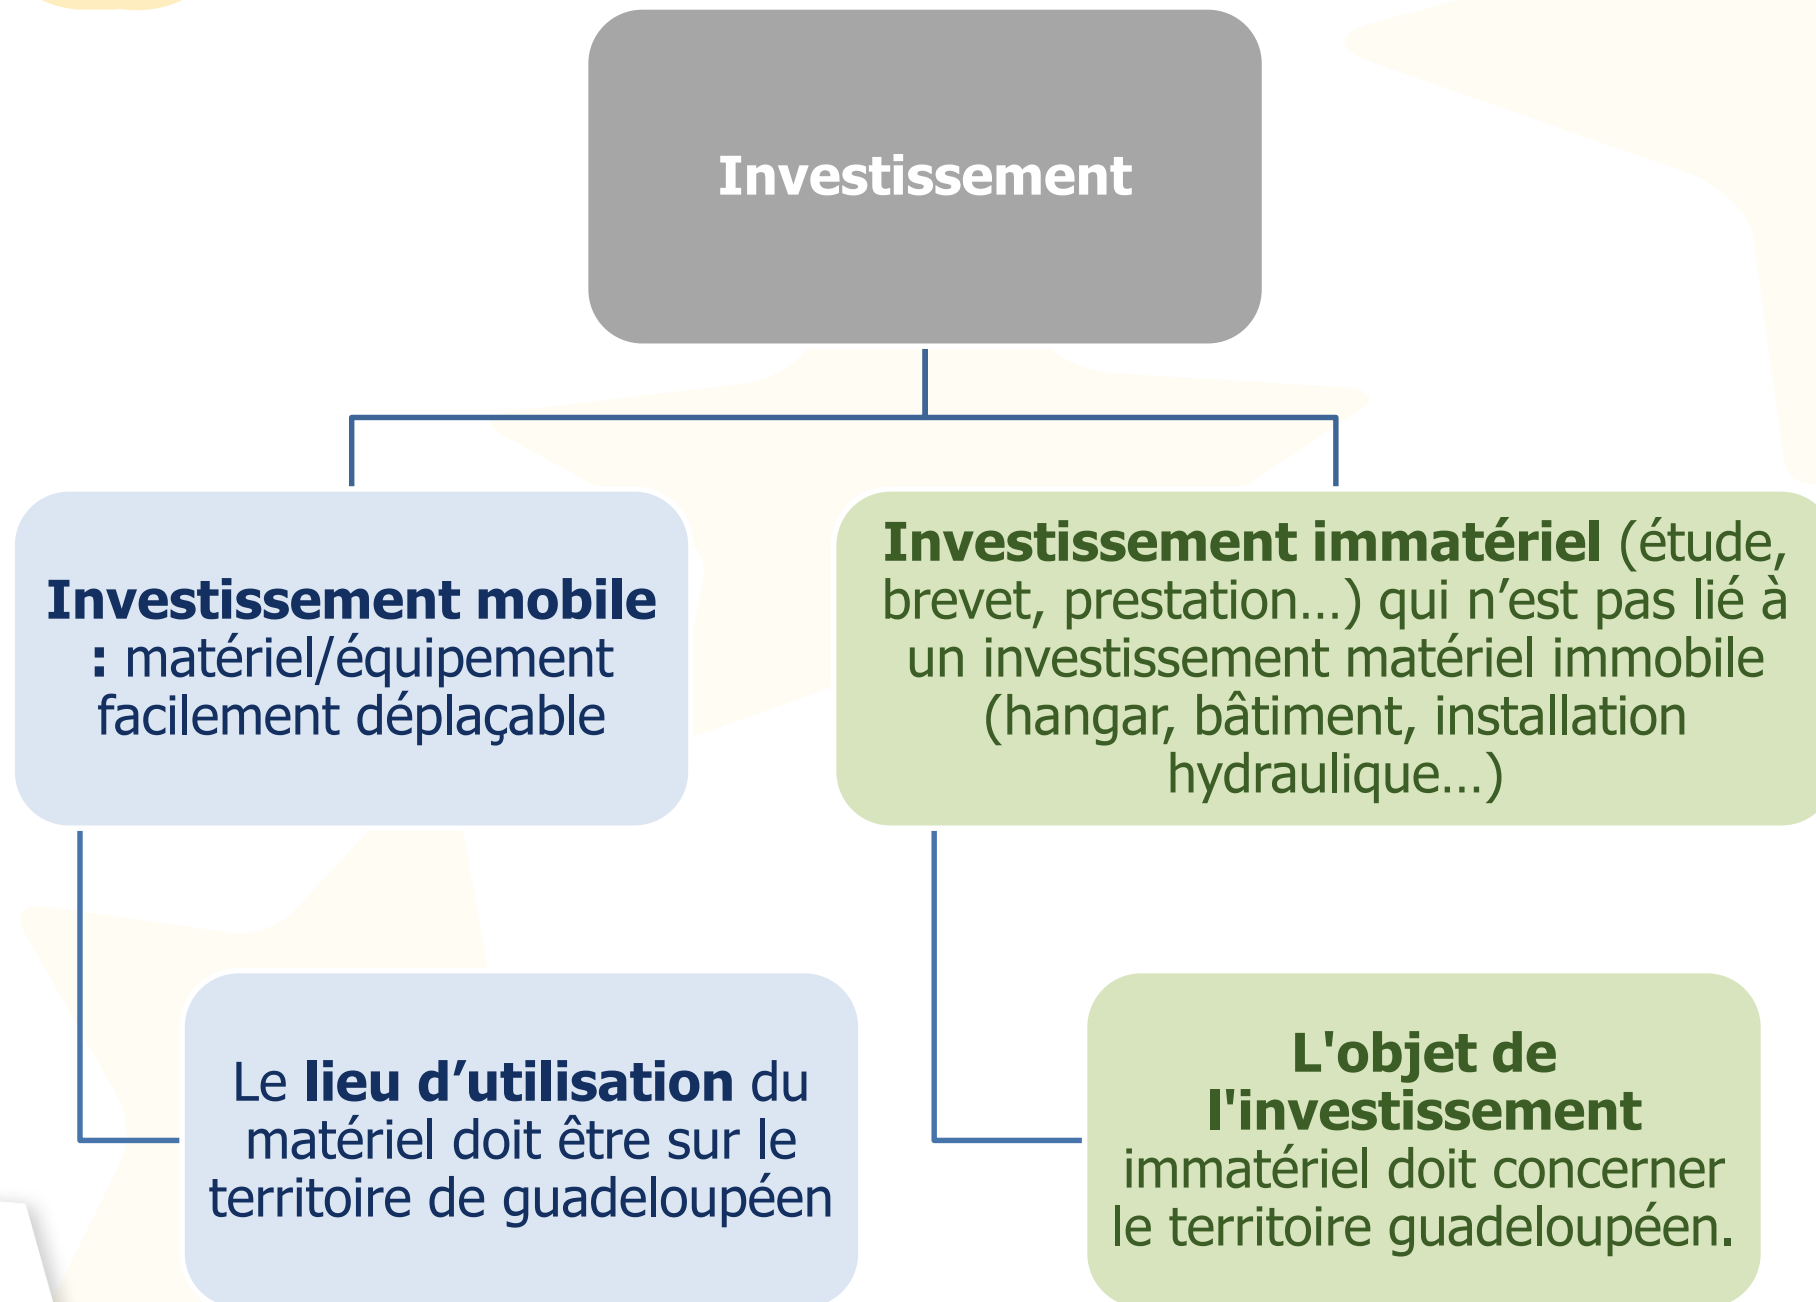 Investissement
Investissement mobile
: matériel/équipement
facilement déplaçable
Investissement immatériel (étude,
brevet, prestation…) qui n’est pas lié à
un investissement matériel immobile
(hangar, bâtiment, installation
hydraulique…)
Le lieu d’utilisation du
matériel doit être sur le
territoire de guadeloupéen
L'objet de
l'investissement
immatériel doit concerner
le territoire guadeloupéen.